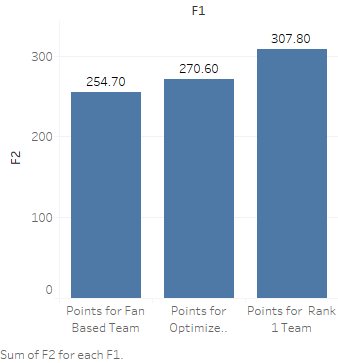 F1
F2
300
200
100
0
254.70
270.60
307.80
Points for Fan
Based Team
Points for
Optimize..
Points for Rank
1 Team
Sum of F2 for each F1.